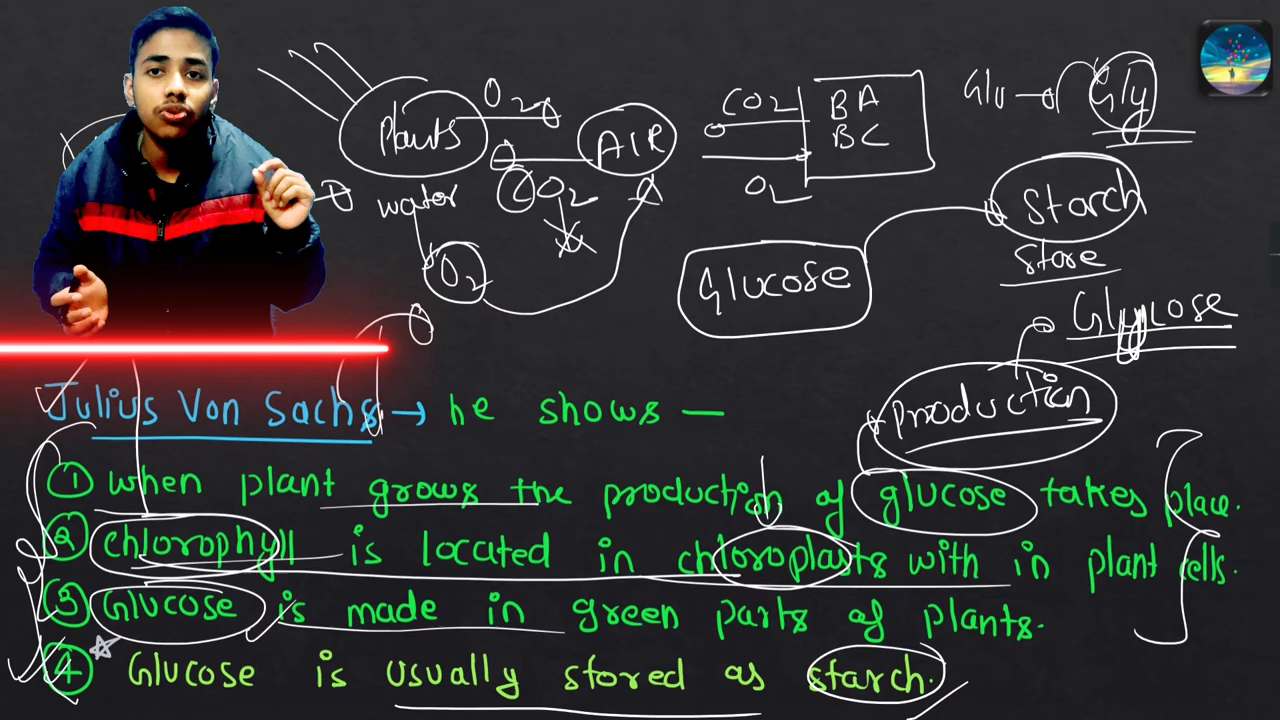 Plants
O2
AIR
CO2
BA
BC
O2
Glu → Gly
water
CO2
O2
starch
store
Glucose
Glycose
production
Julius Von Sachs → he shows —
① when plant grows the production of glucose takes place.
② chlorophyll is located in chloroplasts with in plant cells.
③ Glucose is made in green parts of plants.
④ Glucose is usually stored as starch.